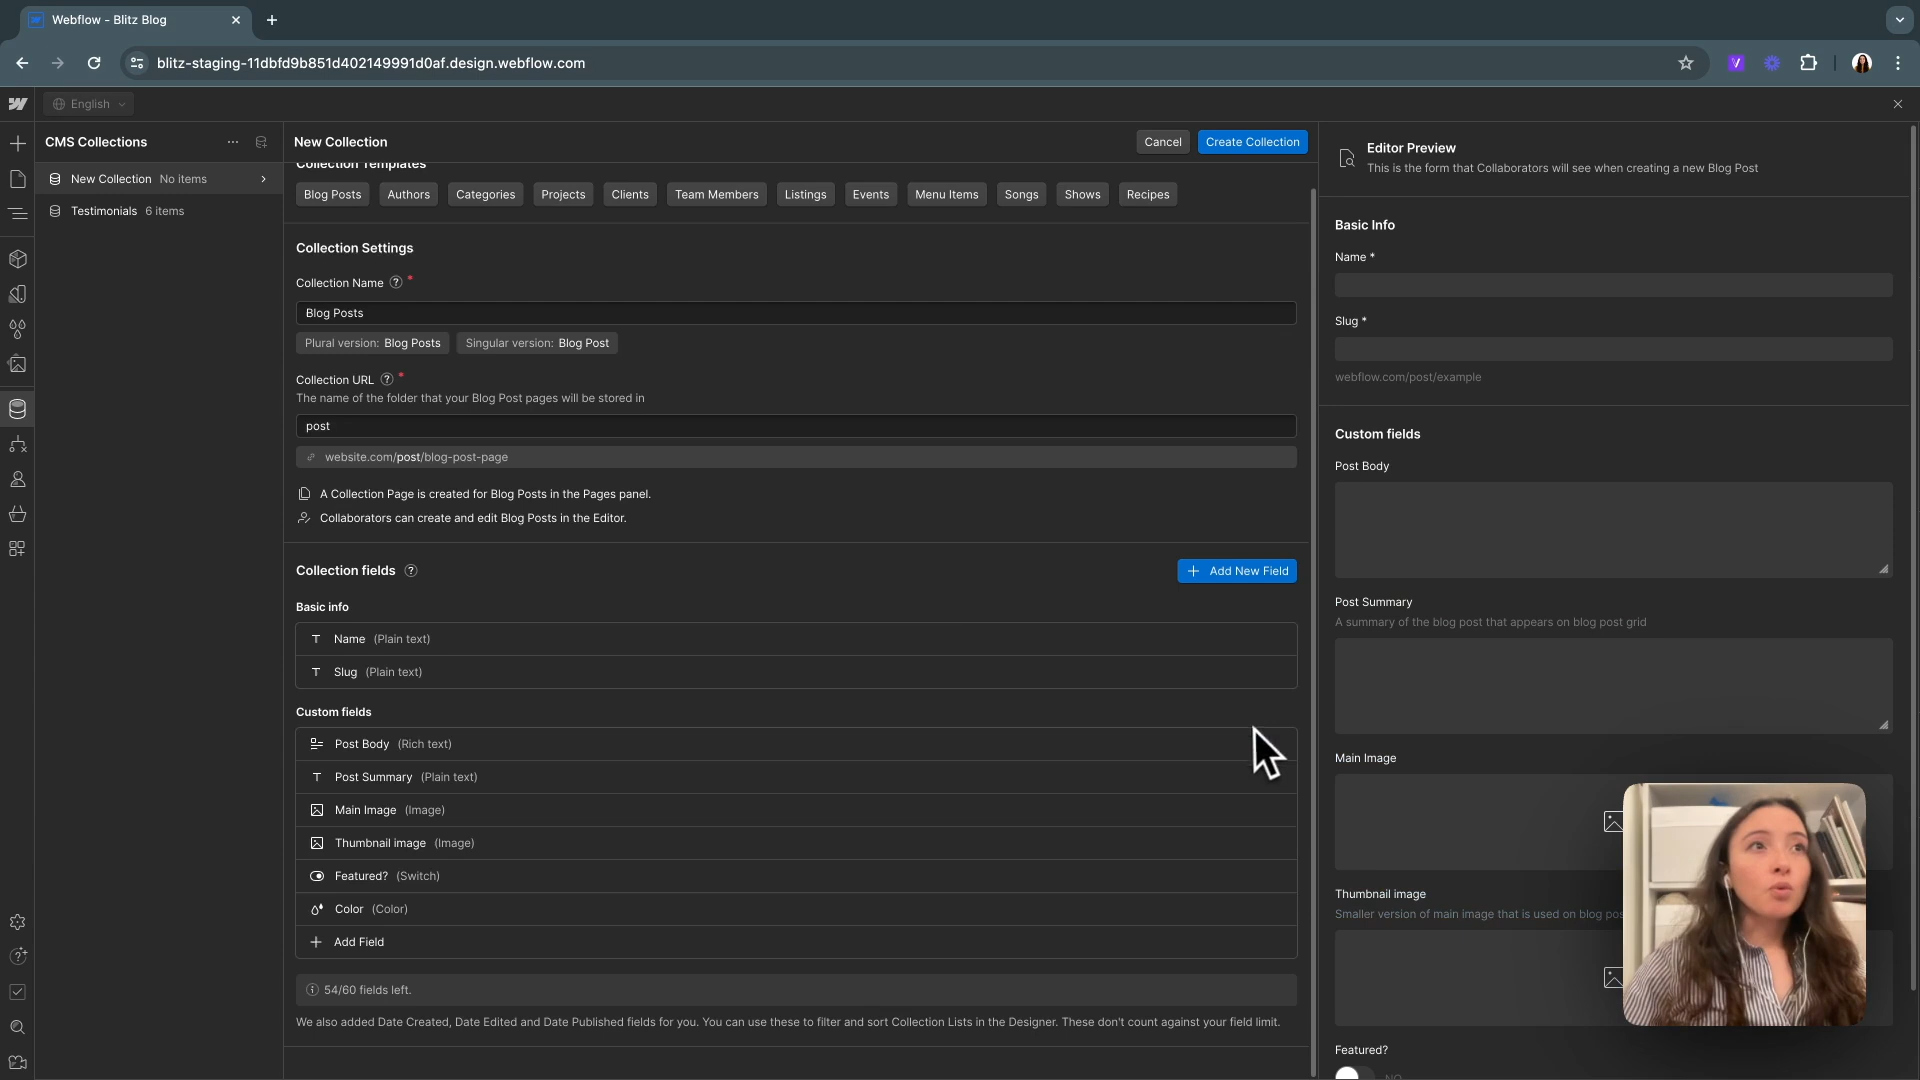 Webflow - Blitz Blog
blitz-staging-11dbfd9b851d402149991d0af.design.webflow.com
English
CMS Collections
New Collection No items
Testimonials 6 items
New Collection
Cancel
Create Collection
Collection Templates
Blog Posts
Authors
Categories
Projects
Clients
Team Members
Listings
Events
Menu Items
Songs
Shows
Recipes
Collection Settings
Collection Name ? *
Blog Posts
Plural version: Blog Posts
Singular version: Blog Post
Collection URL ? *
The name of the folder that your Blog Post pages will be stored in
post
website.com/post/blog-post-page
A Collection Page is created for Blog Posts in the Pages panel.
Collaborators can create and edit Blog Posts in the Editor.
Collection fields ?
Add New Field
Basic info
Name (Plain text)
Slug (Plain text)
Custom fields
Post Body (Rich text)
Post Summary (Plain text)
Main Image (Image)
Thumbnail image (Image)
Featured? (Switch)
Color (Color)
Add Field
54/60 fields left.
We also added Date Created, Date Edited and Date Published fields for you. You can use these to filter and sort Collection Lists in the Designer. These don't count against your field limit.
Editor Preview
This is the form that Collaborators will see when creating a new Blog Post
Basic Info
Name *
Slug *
webflow.com/post/example
Custom fields
Post Body
Post Summary
A summary of the blog post that appears on blog post grid
Main Image
Thumbnail image
Smaller version of main image that is used on blog
Featured?
NO